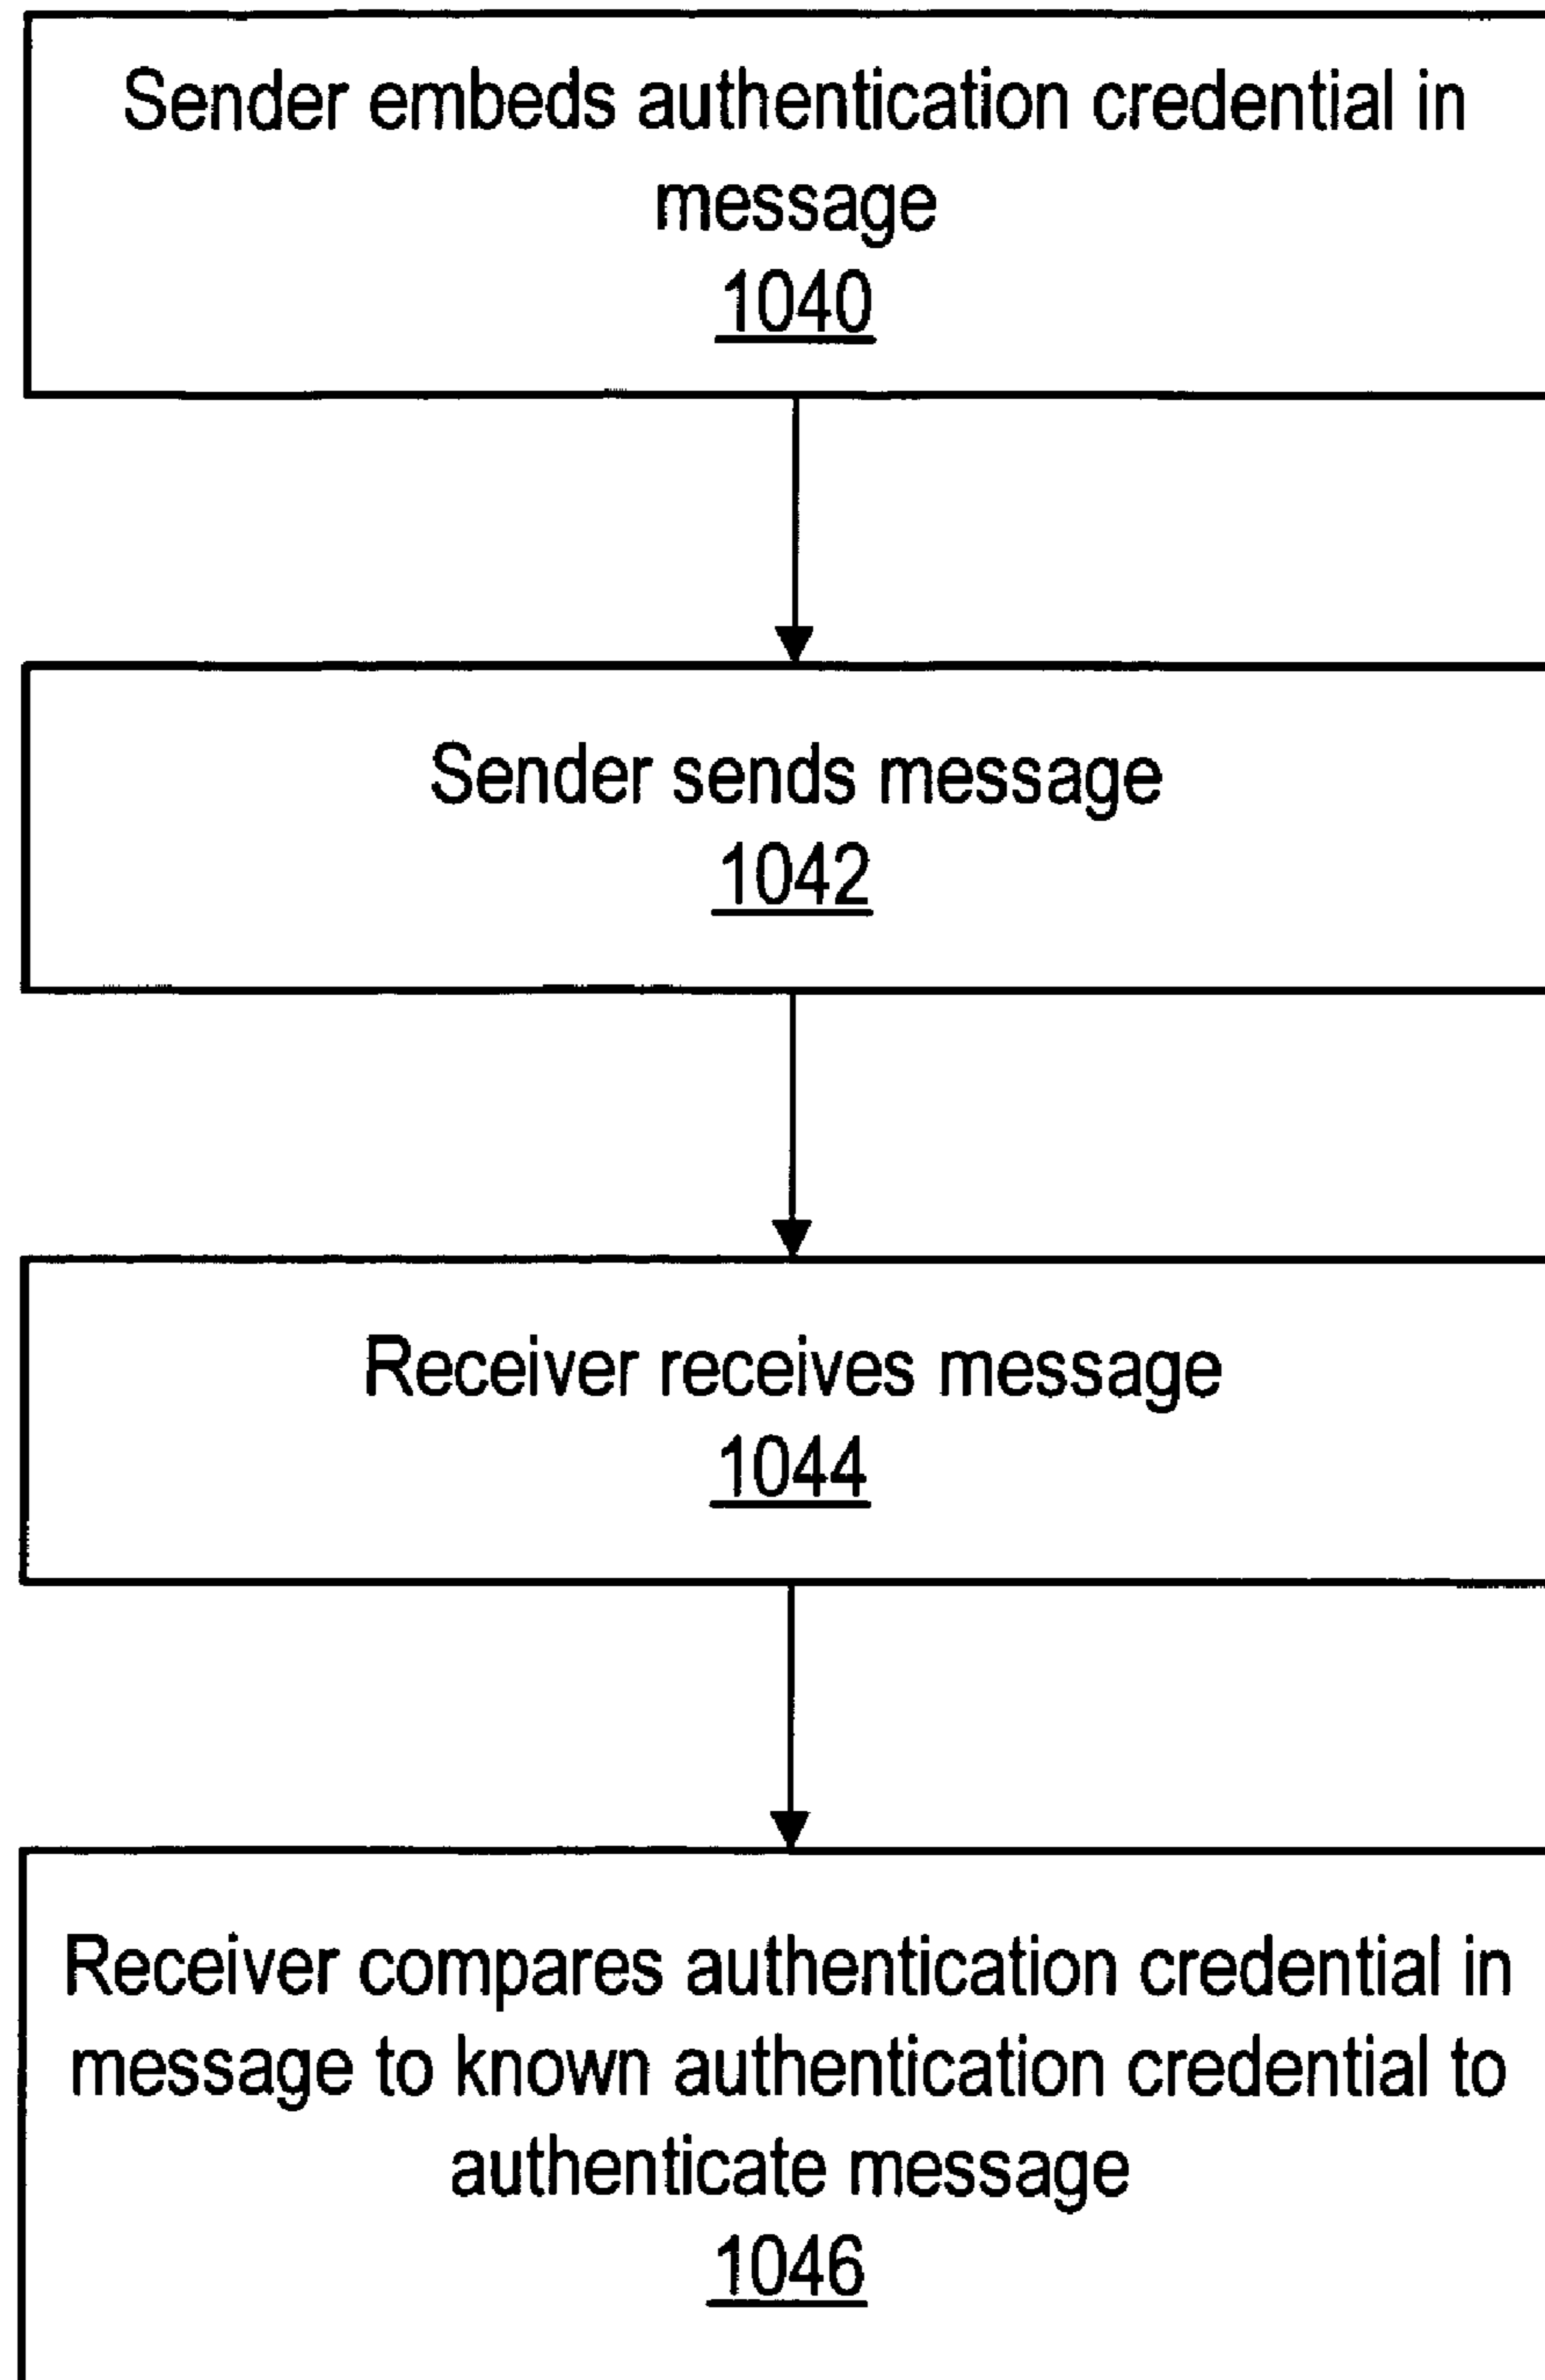 Sender embeds authentication credential in
message
1040
Sender sends message
1042
Receiver receives message
1044
Receiver compares authentication credential in
message to known authentication credential to
authenticate message
1046